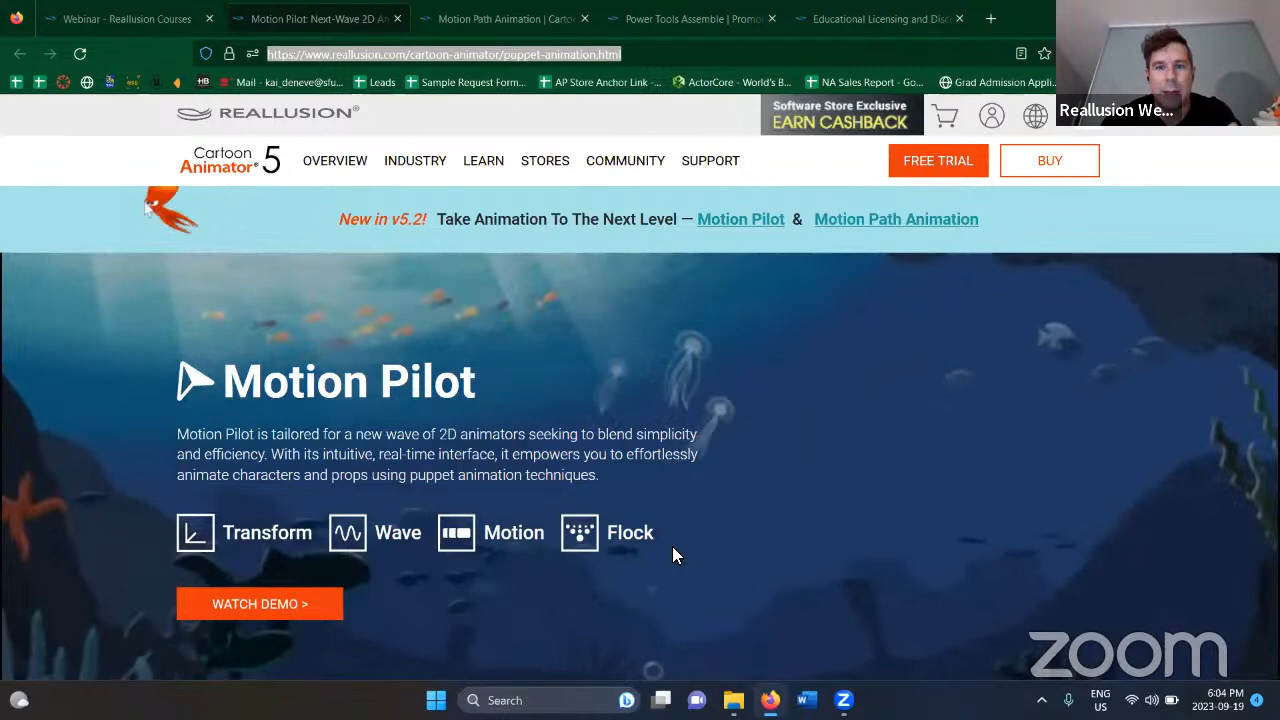 Webinar - Reallusion Courses
Motion Pilot: Next-Wave 2D An
Motion Path Animation | Carto
Power Tools Assemble | Promo
Educational Licensing and Disc
https://www.reallusion.com/cartoon-animator/puppet-animation.html
Mail - kai_deneve@sfu...
Leads
Sample Request Form...
AP Store Anchor Link -...
ActorCore - World's B...
NA Sales Report - Go...
Grad Admission Appli...
Reallusion We...
REALLUSION®
Software Store Exclusive
EARN CASHBACK
Cartoon
Animator® 5
OVERVIEW
INDUSTRY
LEARN
STORES
COMMUNITY
SUPPORT
FREE TRIAL
BUY
New in v5.2! Take Animation To The Next Level — Motion Pilot & Motion Path Animation
Motion Pilot
Motion Pilot is tailored for a new wave of 2D animators seeking to blend simplicity
and efficiency. With its intuitive, real-time interface, it empowers you to effortlessly
animate characters and props using puppet animation techniques.
Transform
Wave
Motion
Flock
WATCH DEMO >
zoom
Search
ENG
US
6:04 PM
2023-09-19
4